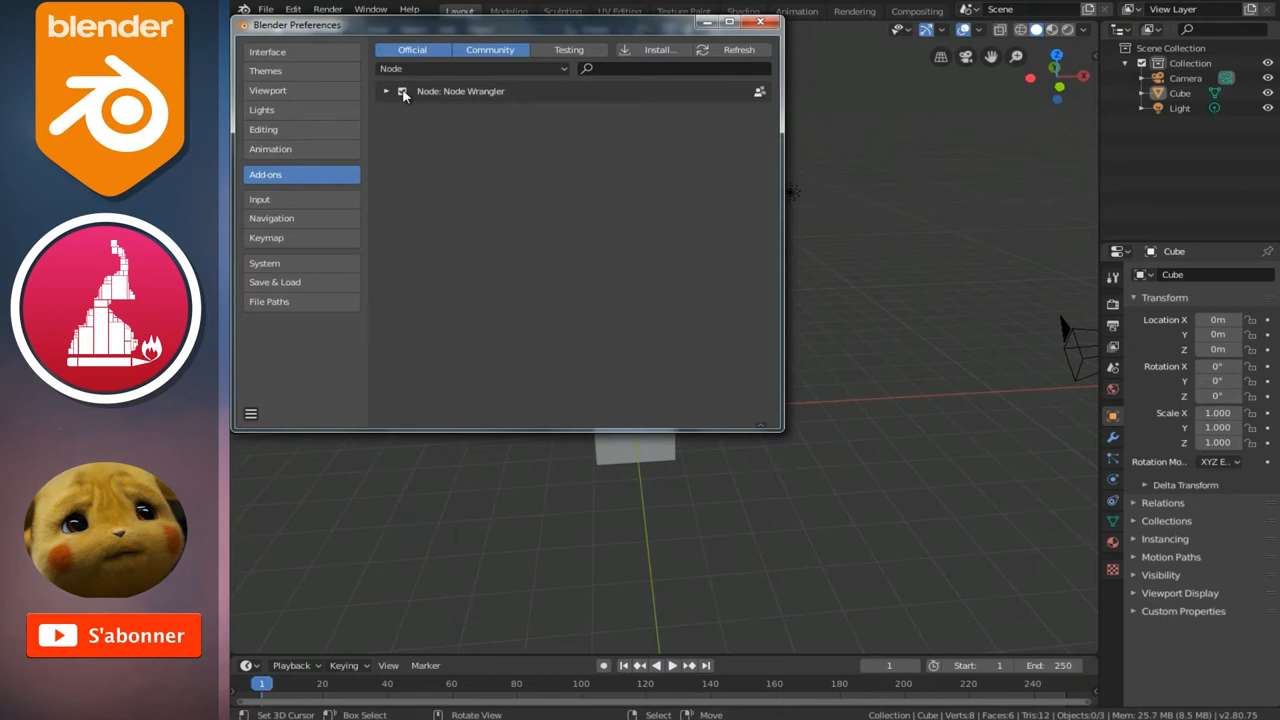 blender
S'abonner
File Edit Render Window Help Layout Modeling Sculpting UV Editing Texture Paint Shading Animation Rendering Compositing Scene View Layer
Blender Preferences
Interface
Themes
Viewport
Lights
Editing
Animation
Add-ons
Input
Navigation
Keymap
System
Save & Load
File Paths
Official Community Testing Install... Refresh
Node
Node: Node Wrangler
Scene Collection
Collection
Camera
Cube
Light
Cube
Cube
Transform
Location X 0m
Y 0m
Z 0m
Rotation X 0°
Y 0°
Z 0°
Scale X 1.000
Y 1.000
Z 1.000
Rotation Mo.. XYZ E..
Delta Transform
Relations
Collections
Instancing
Motion Paths
Visibility
Viewport Display
Custom Properties
Playback Keying View Marker 1 Start: 1 End: 250
1 20 40 60 80 100 120 140 160 180 200 220 240
Set 3D Cursor Box Select Rotate View Select Move Collection | Cube | Verts:8 | Faces:6 | Tris:12 | Objects:0/3 | Mem: 25.7 MB (8.5 MB) | v2.80.75